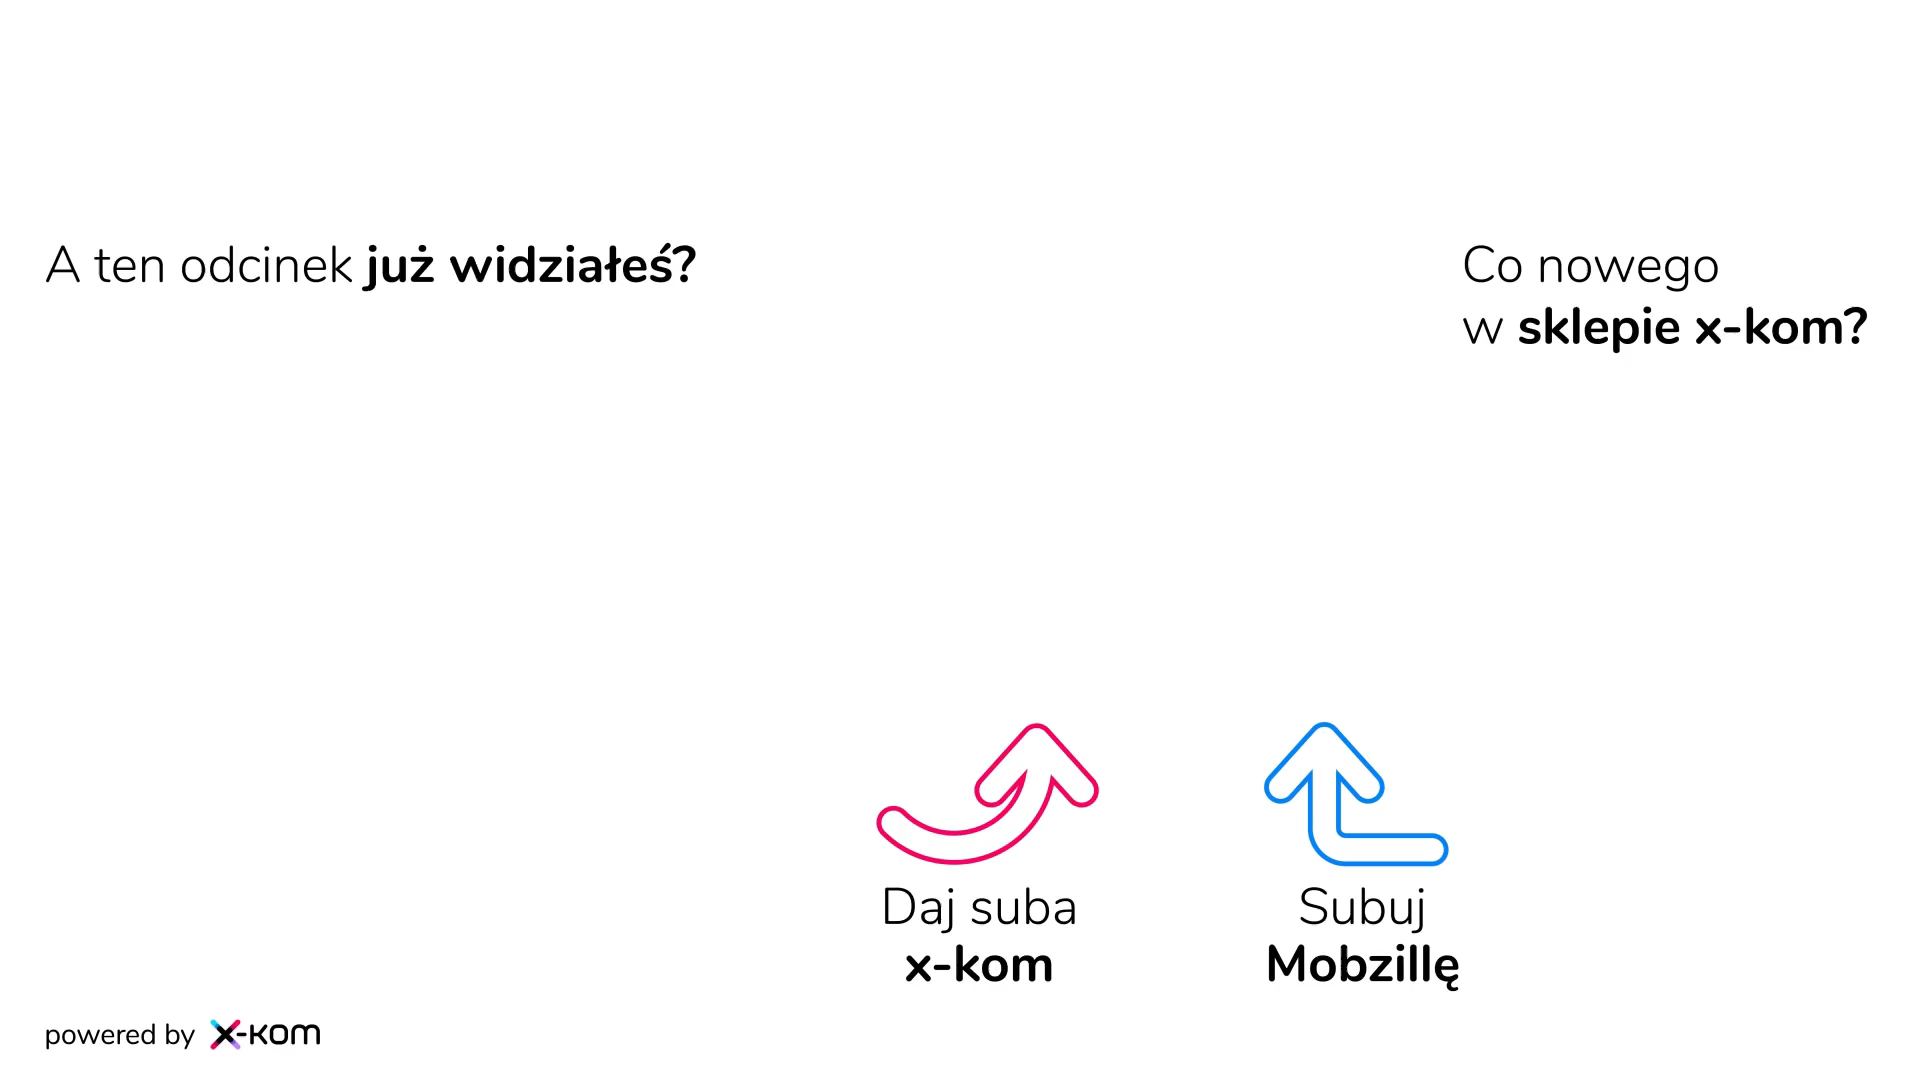 A ten odcinek już widziałeś?
Co nowego
w sklepie x-kom?
Daj suba
x-kom
Subuj
Mobzillę
powered by x-kom